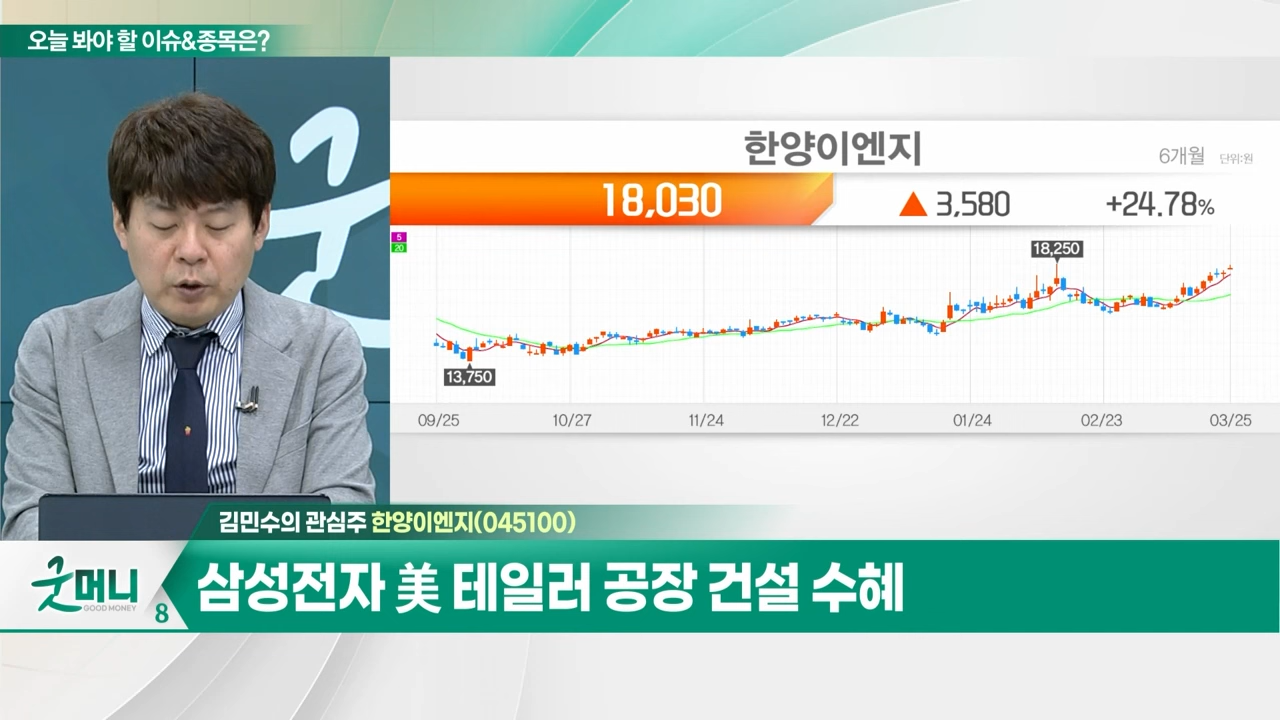 오늘 봐야 할 이슈&종목은?
한양이엔지
6개월 단위:원
18,030 ▲ 3,580 +24.78%
5
20
18,250
13,750
09/25 10/27 11/24 12/22 01/24 02/23 03/25
김민수의 관심주 한양이엔지(045100)
굿머니
GOOD MONEY
8
삼성전자 美 테일러 공장 건설 수혜